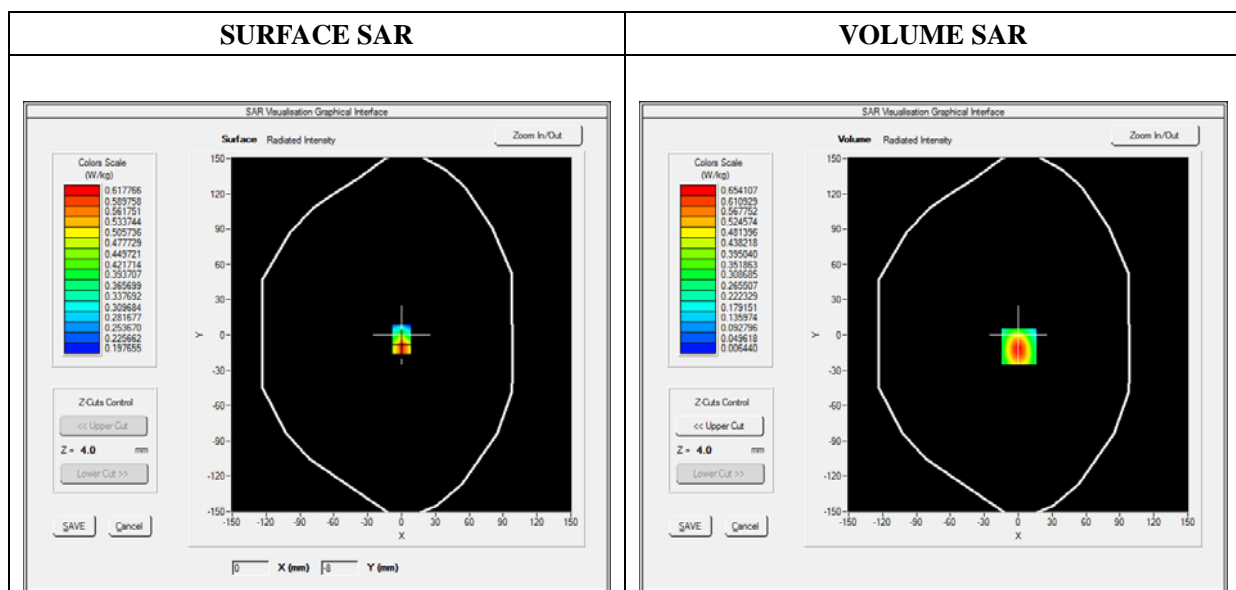 SURFACE SAR
VOLUME SAR
SAR Visualisation Graphical Interface
Surface Radiated Intensity
Zoom In/Out
Colors Scale
(W/kg)
0.617766
0.589758
0.561751
0.533744
0.505736
0.477729
0.449721
0.421714
0.393707
0.365699
0.337692
0.309684
0.281677
0.253670
0.225662
0.197655
150
120
90
60
30
0
-30
-60
-90
-120
-150
Y
-150 -120 -90 -60 -30 0 30 60 90 120 150
X
Z-Cuts Control
<< Upper Cut
Z = 4.0 mm
Lower Cut >>
SAVE Cancel
0 X (mm) -8 Y (mm)
SAR Visualisation Graphical Interface
Volume Radiated Intensity
Zoom In/Out
Colors Scale
(W/kg)
0.654107
0.610929
0.567752
0.524574
0.481396
0.438218
0.395040
0.351863
0.308685
0.265507
0.222329
0.179151
0.135974
0.092796
0.049618
0.006440
150
120
90
60
30
0
-30
-60
-90
-120
-150
Y
-150 -120 -90 -60 -30 0 30 60 90 120 150
X
Z-Cuts Control
<< Upper Cut
Z = 4.0 mm
Lower Cut >>
SAVE Cancel